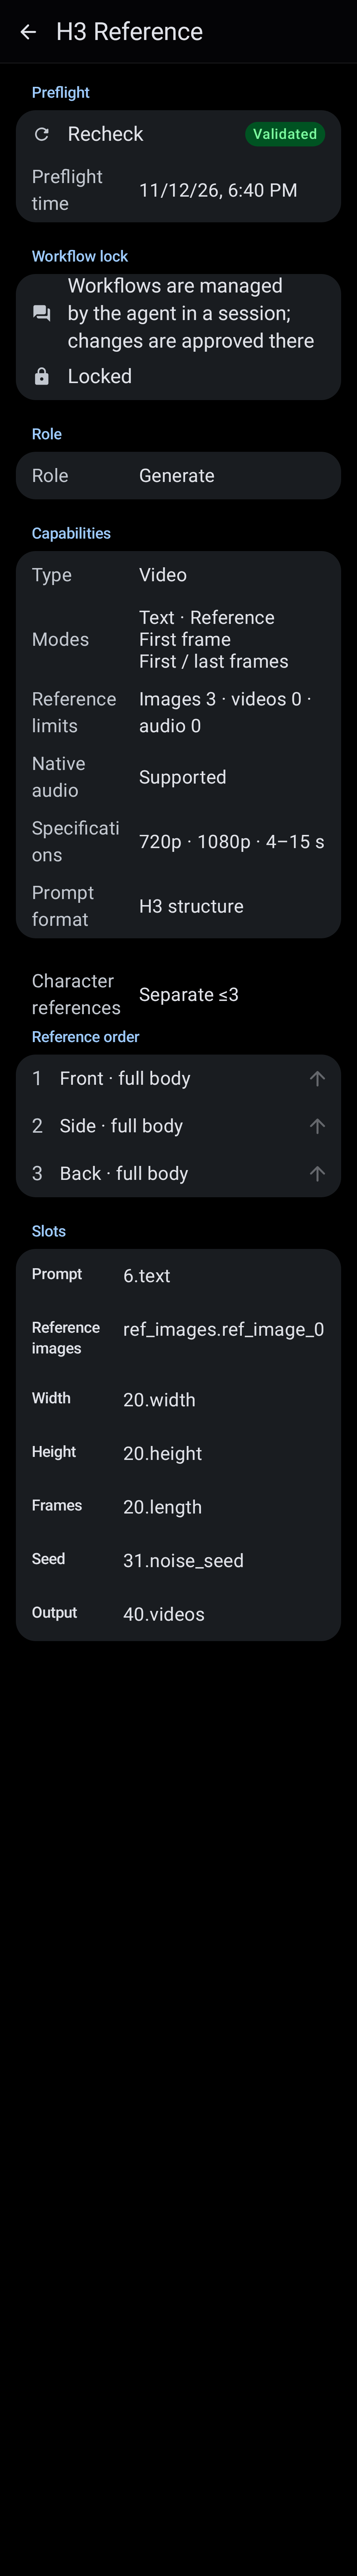 H3 Reference
Preflight
Recheck
Validated
Preflight
time
11/12/26, 6:40 PM
Workflow lock
Workflows are managed
by the agent in a session;
changes are approved there
Locked
Role
Role
Generate
Capabilities
Type
Video
Modes
Text · Reference
First frame
First / last frames
Reference
limits
Images 3 · videos 0 ·
audio 0
Native
audio
Supported
Specificati
ons
720p · 1080p · 4–15 s
Prompt
format
H3 structure
Character
references
Separate ≤3
Reference order
1 Front · full body
2 Side · full body
3 Back · full body
Slots
Prompt
6.text
Reference
images
ref_images.ref_image_0
Width
20.width
Height
20.height
Frames
20.length
Seed
31.noise_seed
Output
40.videos